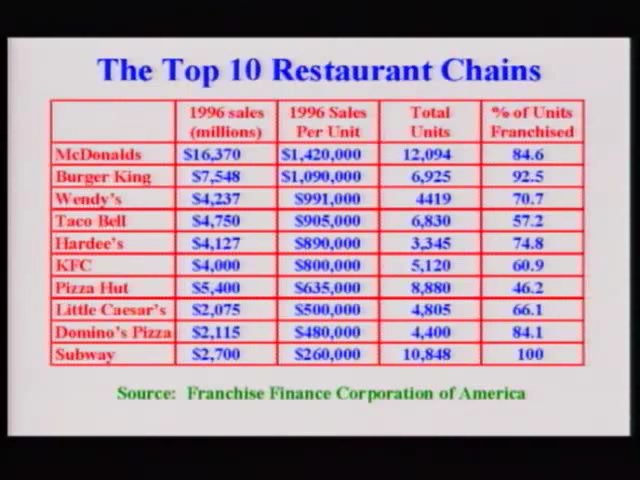 The Top 10 Restaurant Chains
1996 sales (millions) 1996 Sales Per Unit Total Units % of Units Franchised
McDonalds $16,370 $1,420,000 12,094 84.6
Burger King $7,548 $1,090,000 6,925 92.5
Wendy's $4,237 $991,000 4419 70.7
Taco Bell $4,750 $905,000 6,830 57.2
Hardee's $4,127 $890,000 3,345 74.8
KFC $4,000 $800,000 5,120 60.9
Pizza Hut $5,400 $635,000 8,880 46.2
Little Caesar's $2,075 $500,000 4,805 66.1
Domino's Pizza $2,115 $480,000 4,400 84.1
Subway $2,700 $260,000 10,848 100
Source: Franchise Finance Corporation of America